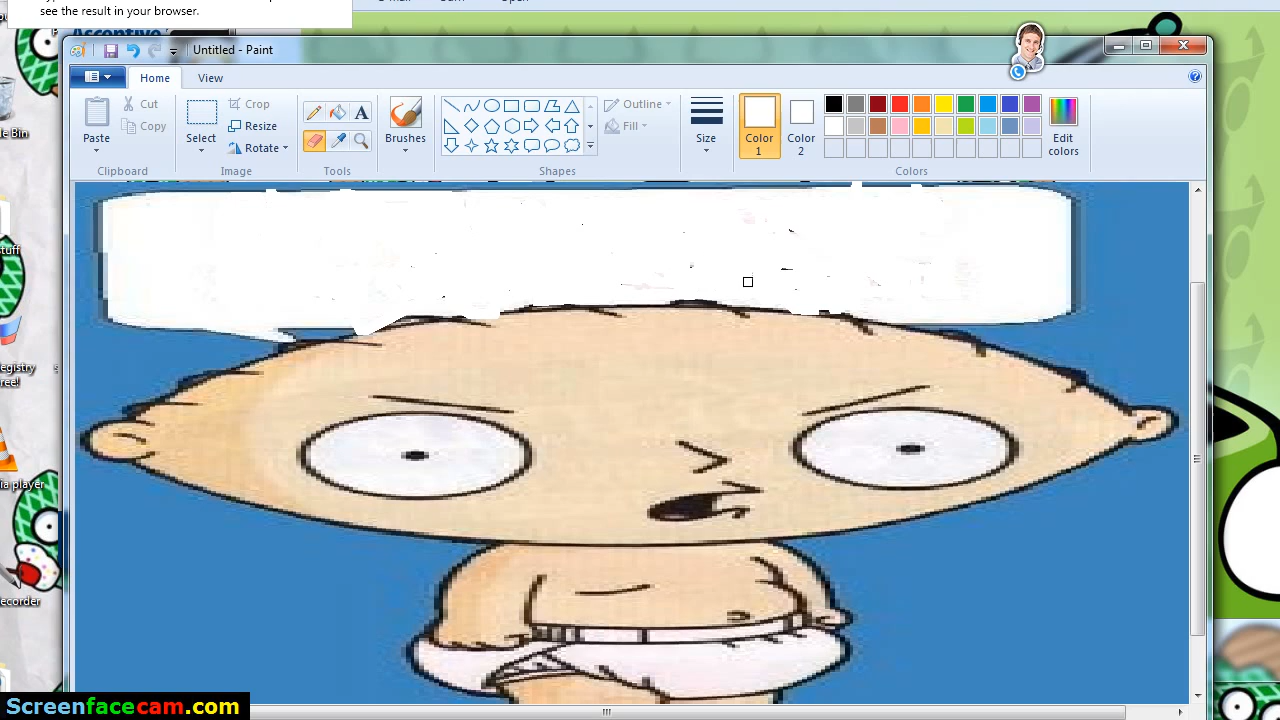 see the result in your browser.
Untitled - Paint
Home
View
Paste
Cut
Copy
Clipboard
Select
Crop
Resize
Rotate
Image
A
Tools
Brushes
Shapes
Outline
Fill
Size
Color
1
Color
2
Edit
colors
Colors
Screenfacecam.com